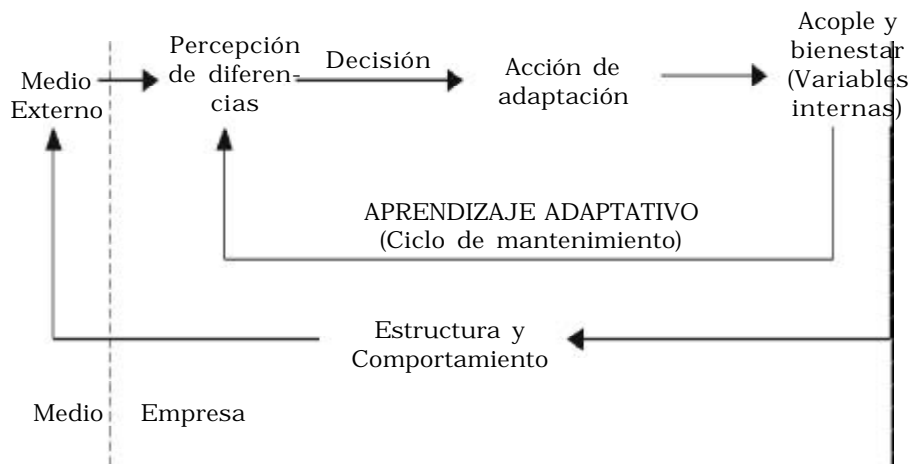 Medio
Externo
Percepción
de diferen-
cias
Decisión
Acción de
adaptación
Acople y
bienestar
(Variables
internas)
APRENDIZAJE ADAPTATIVO
(Ciclo de mantenimiento)
Estructura y
Comportamiento
Medio
Empresa